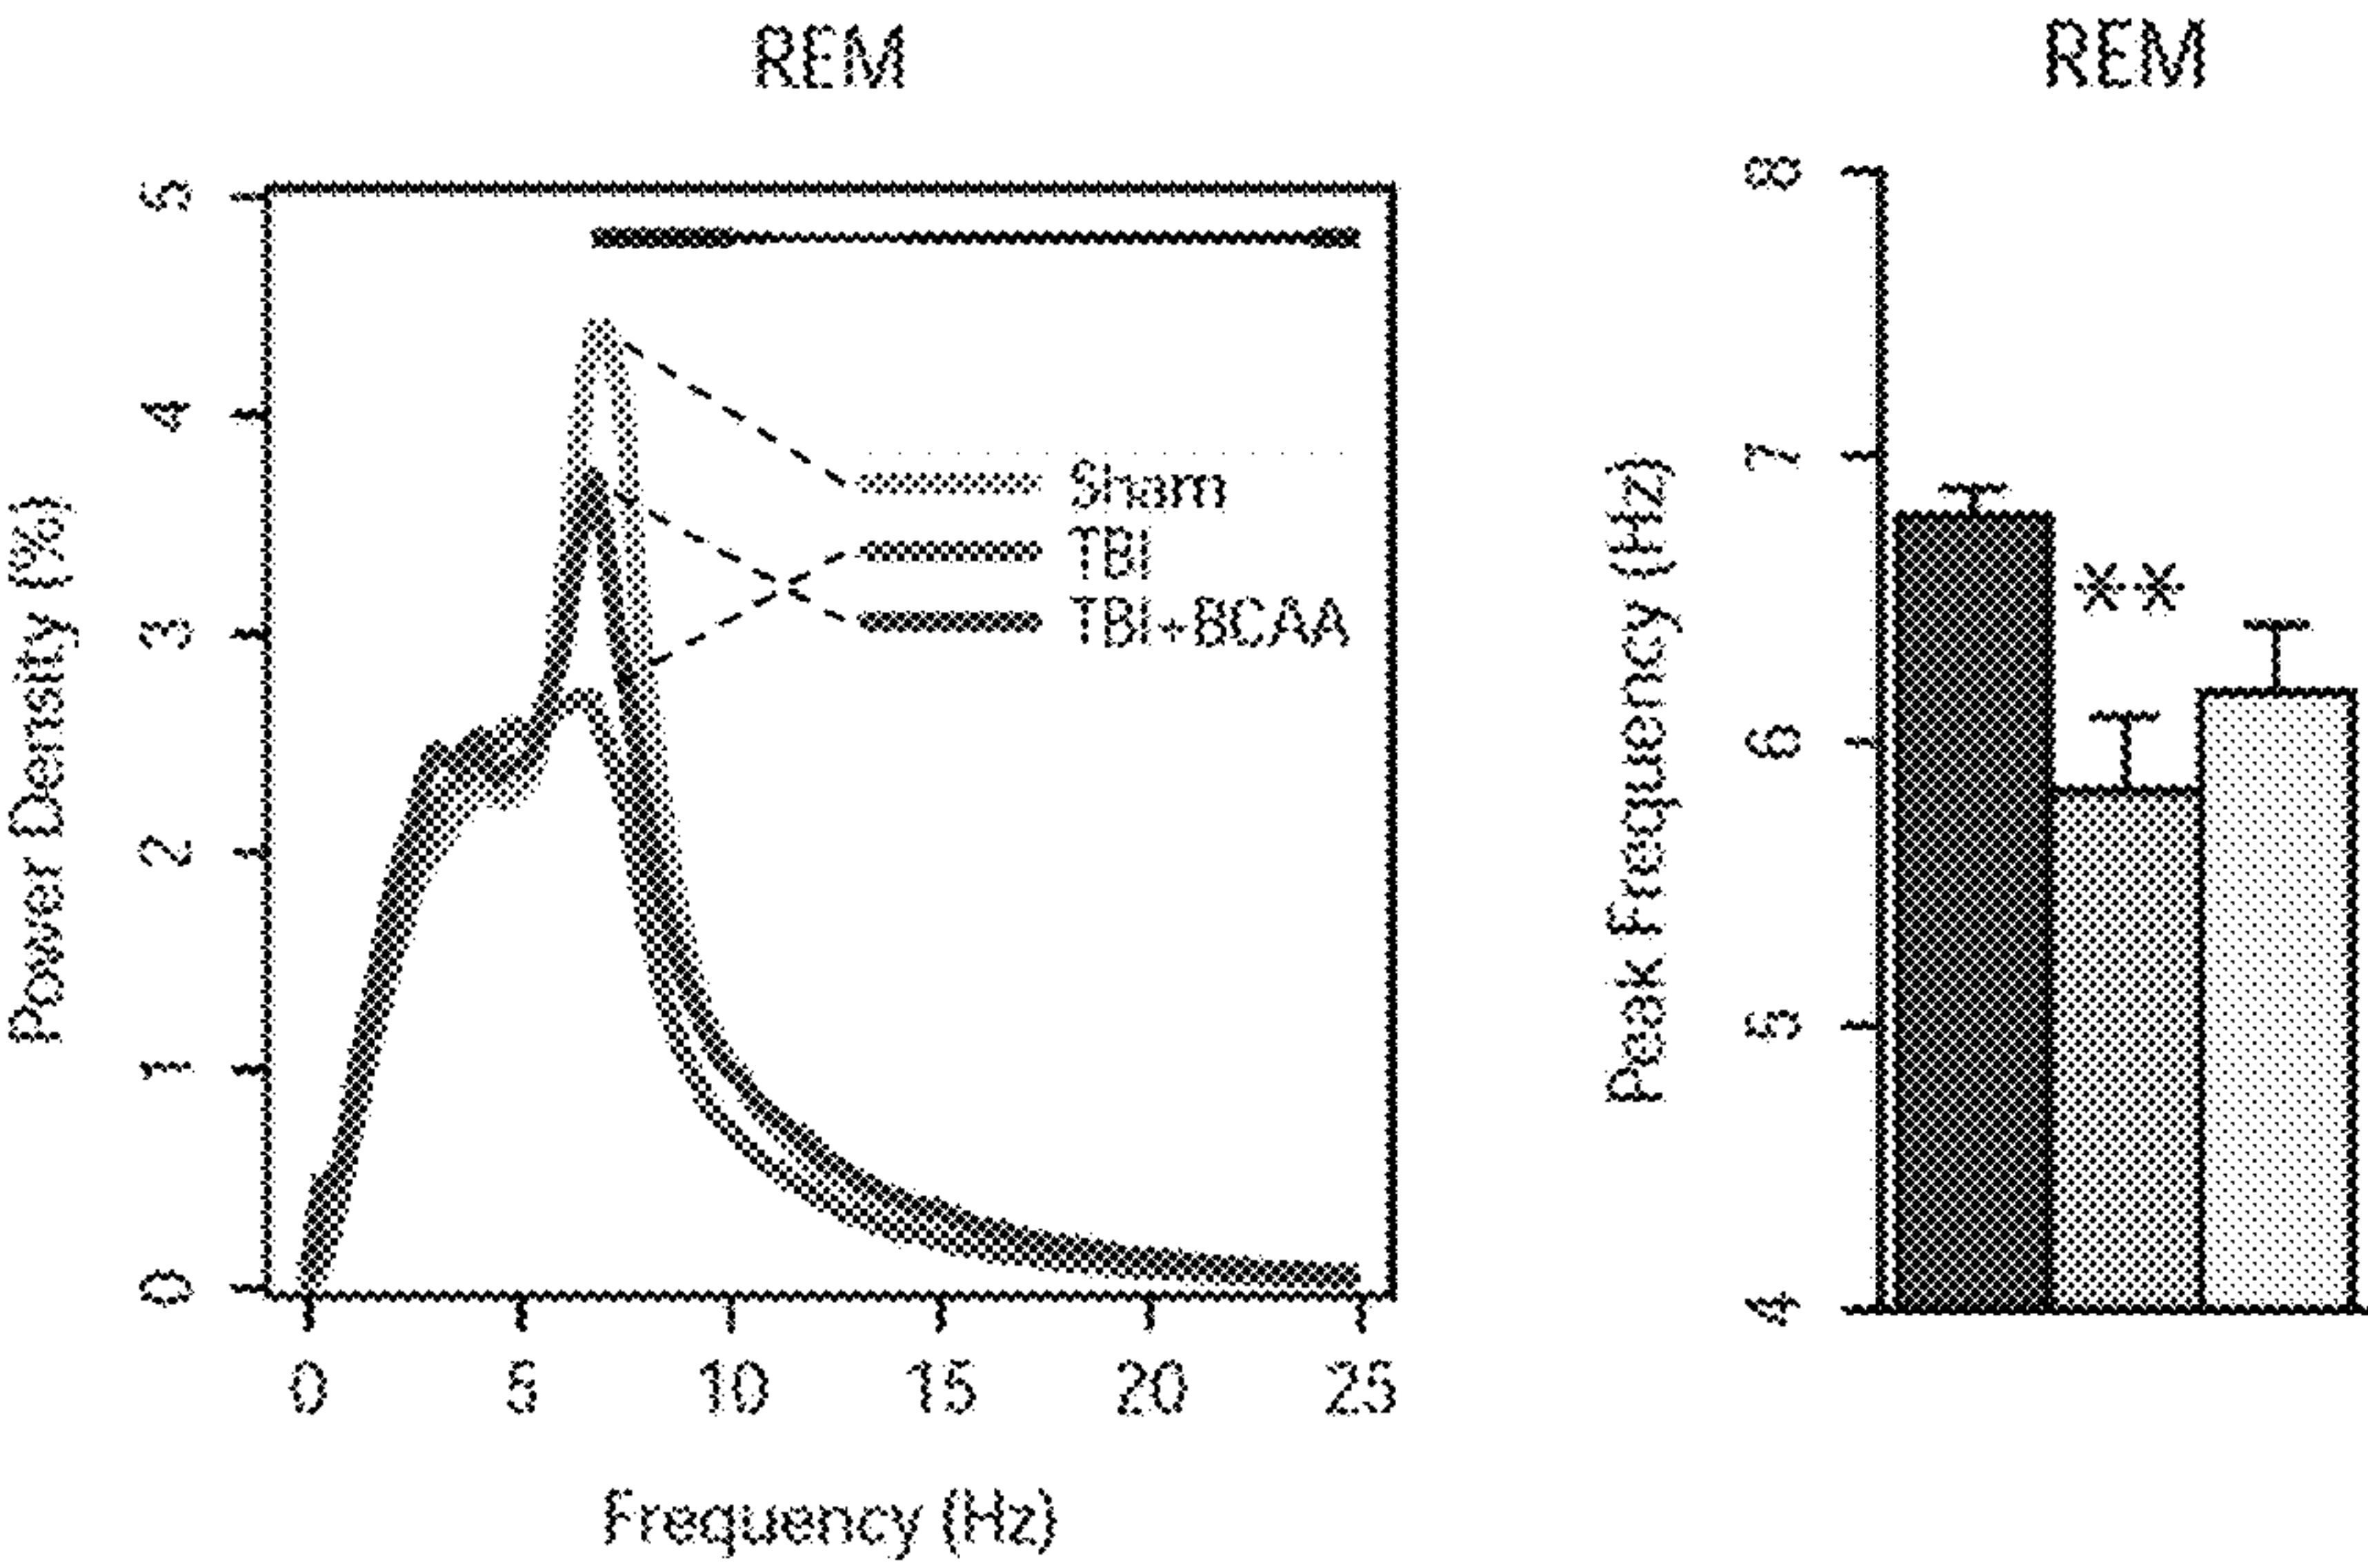 REM
Power Density (%)
5
4
3
2
1
0
Sham
TBI
TBI+BCAA
0 5 10 15 20 25
Frequency (Hz)
REM
Peak Frequency (Hz)
8
7
6
5
4
**